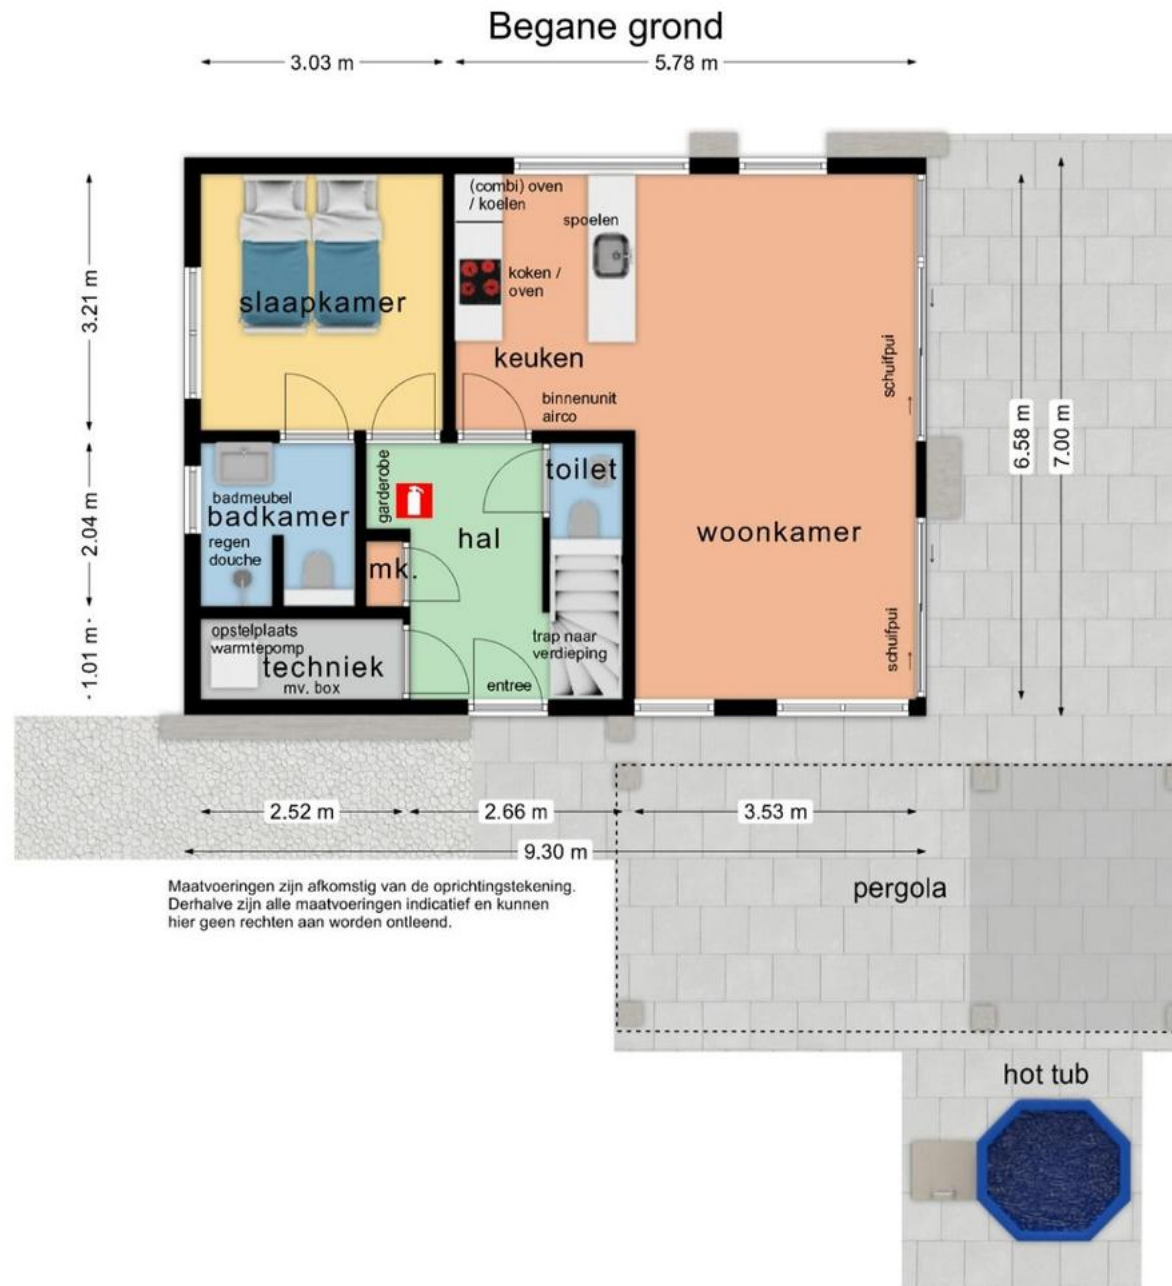 Begane grond
3.03 m
5.78 m
(combi) oven
/ koelen
spoelen
koken /
oven
slaapkamer
keuken
binnenunit
airco
schuifpui
3.21 m
6.58 m
7.00 m
garderobe
toilet
badmeubel
badkamer
regen
douche
hal
woonkamer
2.04 m
mk.
opstelplaats
warmtepomp
techniek
mv. box
trap naar
verdieping
entree
schuifpui
1.01 m
2.52 m
2.66 m
3.53 m
9.30 m
Maatvoeringen zijn afkomstig van de oprichtingstekening.
Derhalve zijn alle maatvoeringen indicatief en kunnen
hier geen rechten aan worden ontleend.
pergola
hot tub